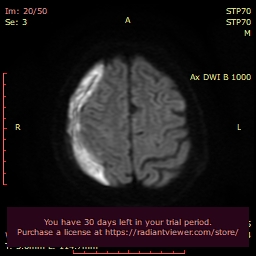 Im: 20/50
Se: 3
A
STP70
STP70
M
Ax DWI B 1000
R
L
You have 30 days left in your trial period.
Purchase a license at https://radiantviewer.com/store/